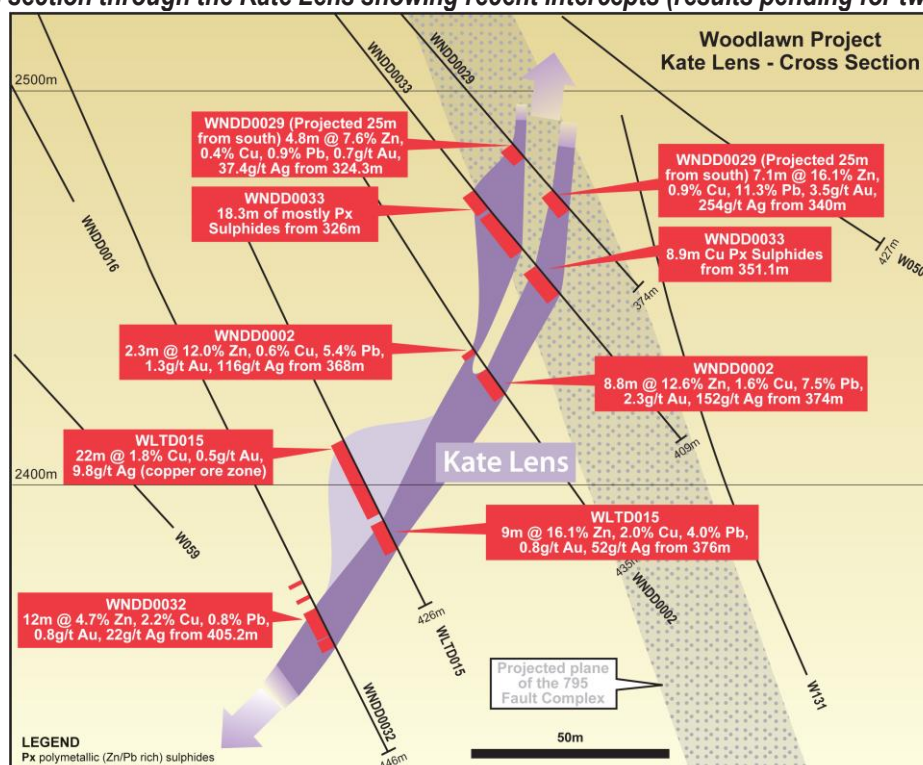 section through the Kate Lens showing recent intercepts (results pending for tw
Woodlawn Project
Kate Lens - Cross Section
2500m
WNDD0033
WNDD0029
WNDD0029 (Projected 25m
from south) 4.8m @ 7.6% Zn,
0.4% Cu, 0.9% Pb, 0.7g/t Au,
37.4g/t Ag from 324.3m
WNDD0029 (Projected 25m
from south) 7.1m @ 16.1% Zn,
0.9% Cu, 11.3% Pb, 3.5g/t Au,
254g/t Ag from 340m
WNDD0033
18.3m of mostly Px
Sulphides from 326m
WNDD0033
8.9m Cu Px Sulphides
from 351.1m
WNDD0016
427m
W050
374m
WNDD0002
2.3m @ 12.0% Zn, 0.6% Cu, 5.4% Pb,
1.3g/t Au, 116g/t Ag from 368m
WNDD0002
8.8m @ 12.6% Zn, 1.6% Cu, 7.5% Pb,
2.3g/t Au, 152g/t Ag from 374m
409m
WLTD015
22m @ 1.8% Cu, 0.5g/t Au,
9.8g/t Ag (copper ore zone)
Kate Lens
2400m
WLTD015
9m @ 16.1% Zn, 2.0% Cu, 4.0% Pb,
0.8g/t Au, 52g/t Ag from 376m
W059
435m
WNDD0002
WNDD0032
12m @ 4.7% Zn, 2.2% Cu, 0.8% Pb,
0.8g/t Au, 22g/t Ag from 405.2m
426m
WLTD015
Projected plane
of the 795
Fault Complex
W131
WNDD0032
446m
50m
LEGEND
Px polymetallic (Zn/Pb rich) sulphides